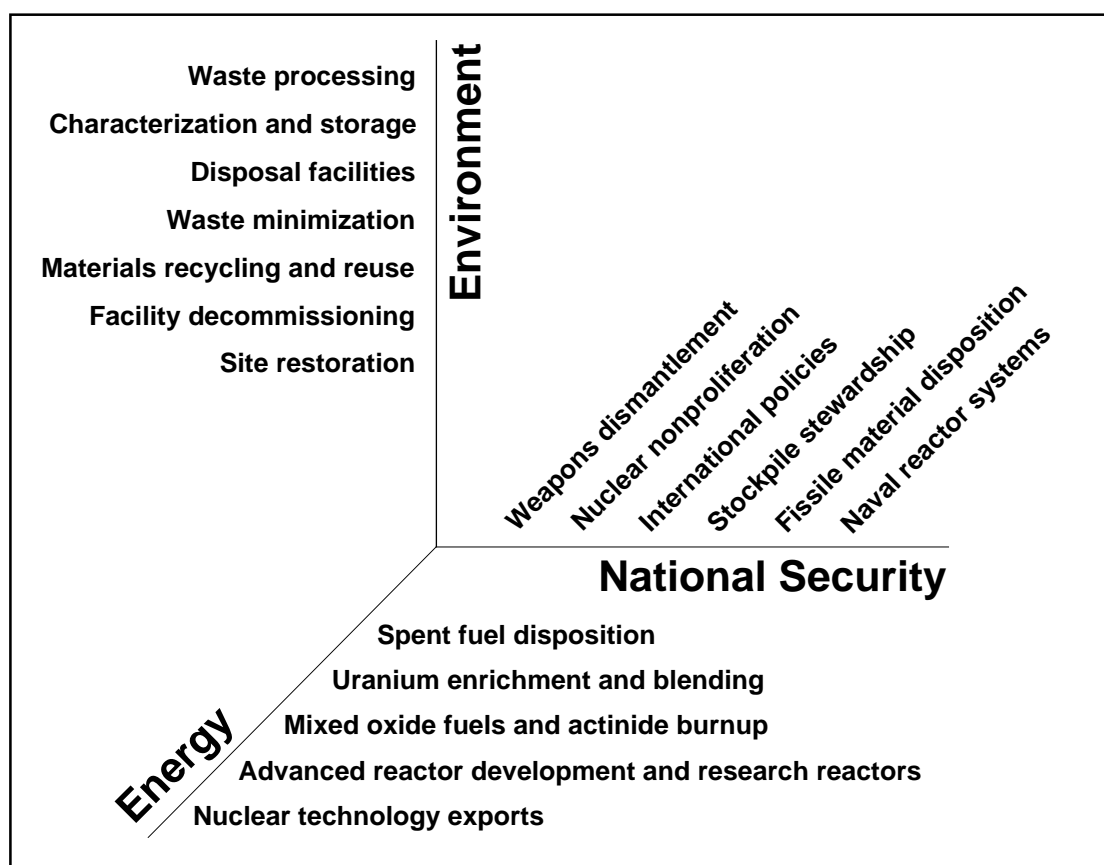 Environment
Waste processing
Characterization and storage
Disposal facilities
Waste minimization
Materials recycling and reuse
Facility decommissioning
Site restoration
Weapons dismantlement
Nuclear nonproliferation
International policies
Stockpile stewardship
Fissile material disposition
Naval reactor systems
National Security
Spent fuel disposition
Uranium enrichment and blending
Mixed oxide fuels and actinide burnup
Advanced reactor development and research reactors
Nuclear technology exports
Energy